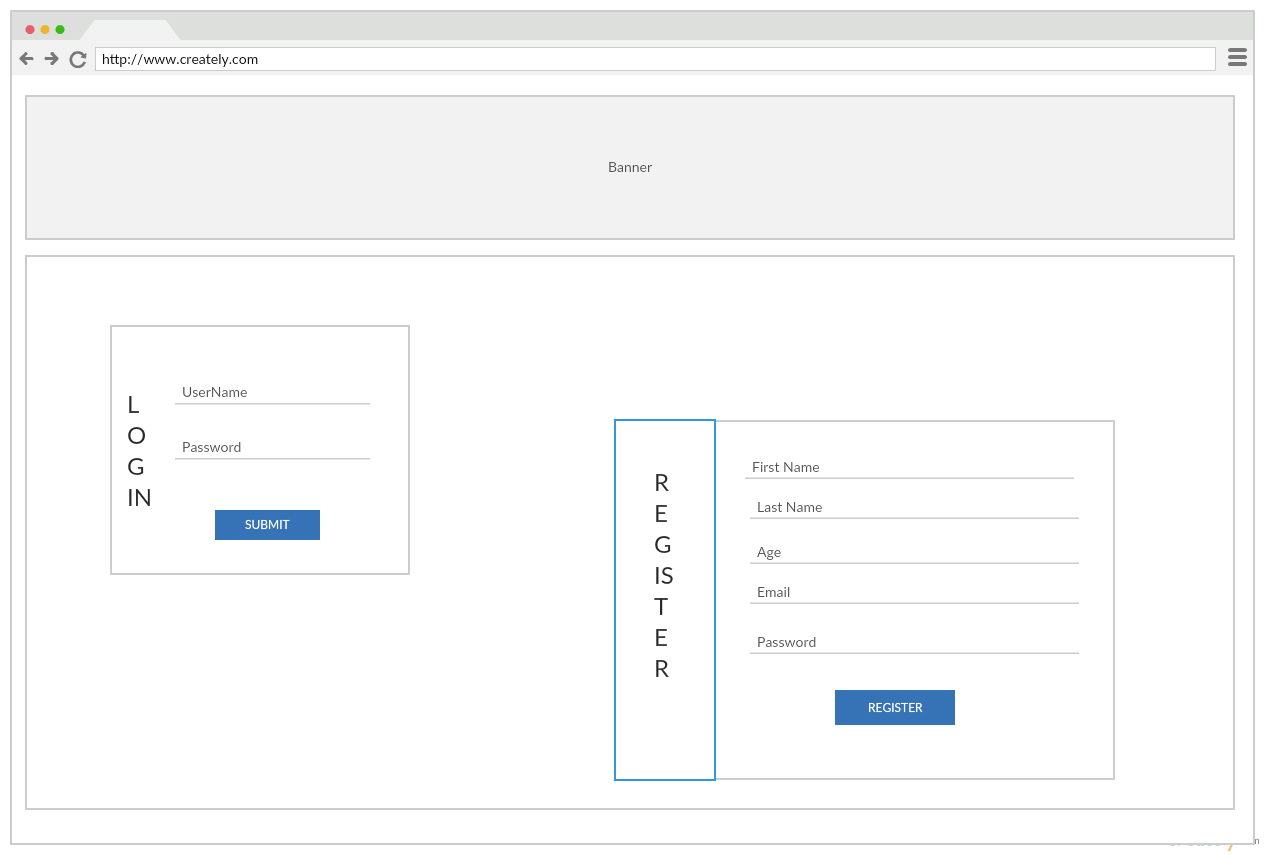 http://www.creately.com
Banner
L
O
G
IN
UserName
Password
SUBMIT
R
E
G
IS
T
E
R
First Name
Last Name
Age
Email
Password
REGISTER